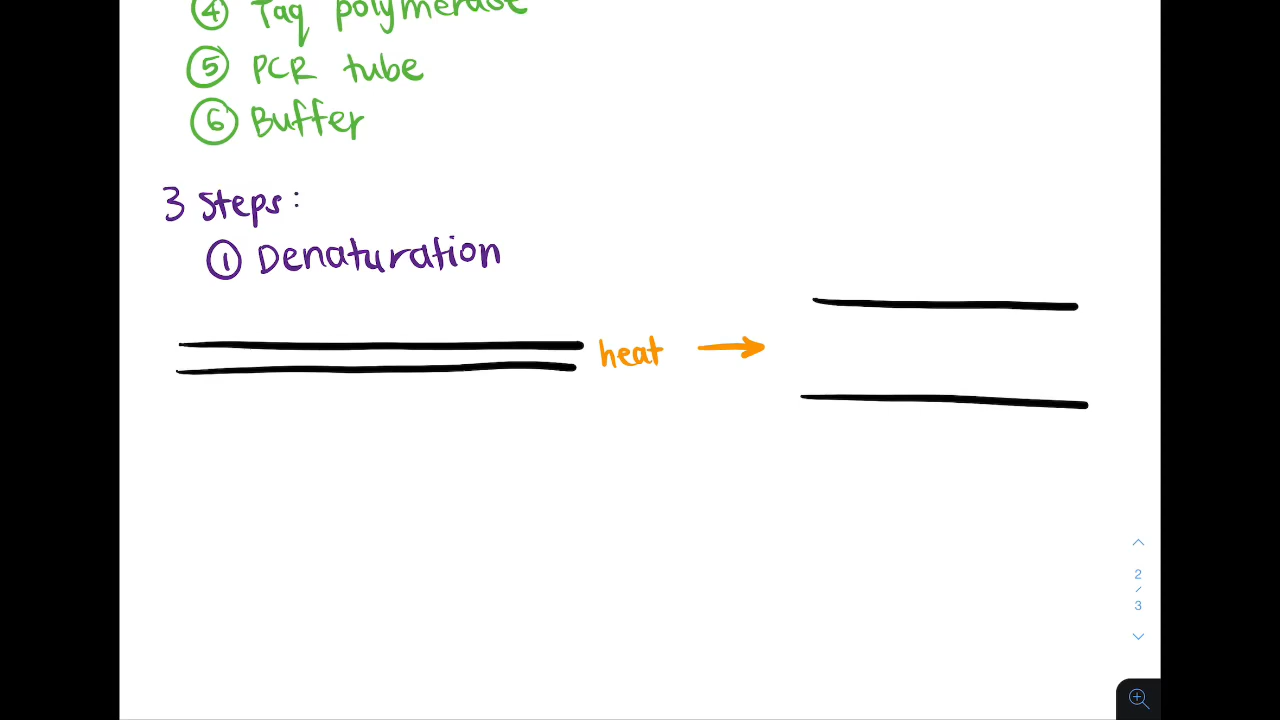 ④ Taq polymerase
⑤ PCR tube
⑥ Buffer
3 Steps:
① Denaturation
heat →
2
/
3